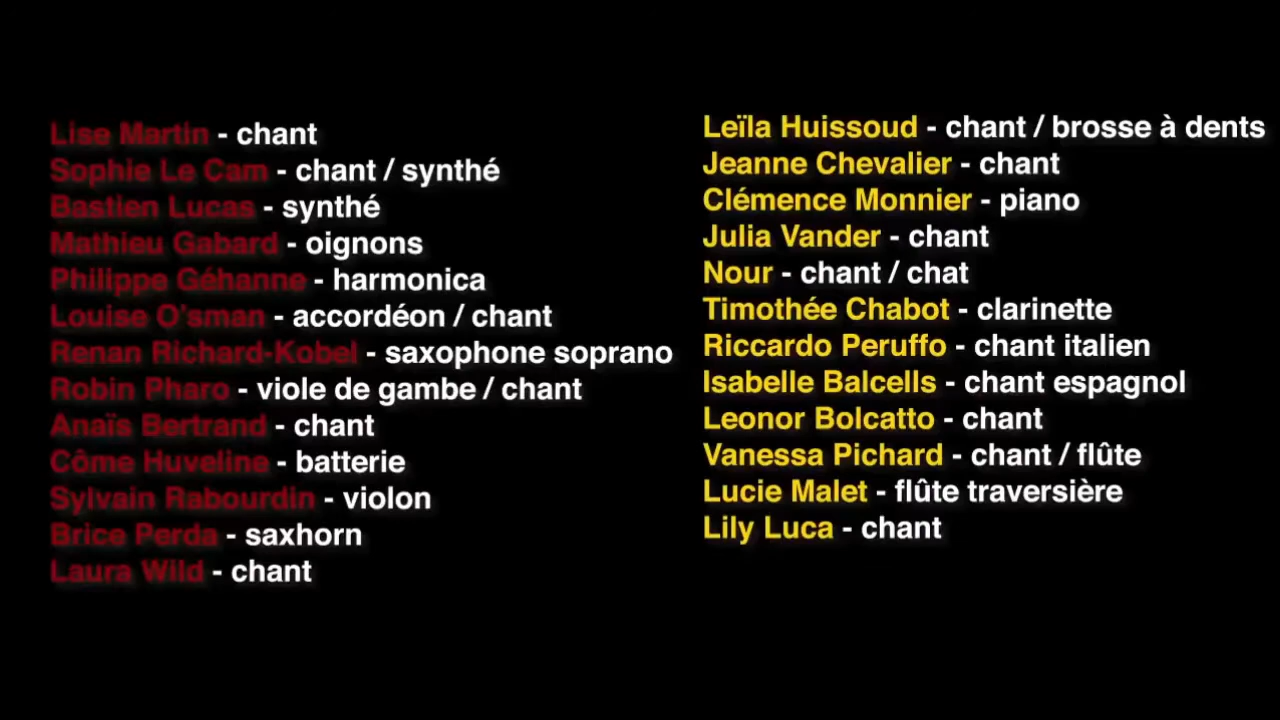 Lise Martin - chant
Sophie Le Cam - chant / synthé
Bastien Lucas - synthé
Mathieu Gabard - oignons
Philippe Géhanne - harmonica
Louise O'sman - accordéon / chant
Renan Richard-Kobel - saxophone soprano
Robin Pharo - viole de gambe / chant
Anaïs Bertrand - chant
Côme Huveline - batterie
Sylvain Rabourdin - violon
Brice Perda - saxhorn
Laura Wild - chant
Leïla Huissoud - chant / brosse à dents
Jeanne Chevalier - chant
Clémence Monnier - piano
Julia Vander - chant
Nour - chant / chat
Timothée Chabot - clarinette
Riccardo Peruffo - chant italien
Isabelle Balcells - chant espagnol
Leonor Bolcatto - chant
Vanessa Pichard - chant / flûte
Lucie Malet - flûte traversière
Lily Luca - chant